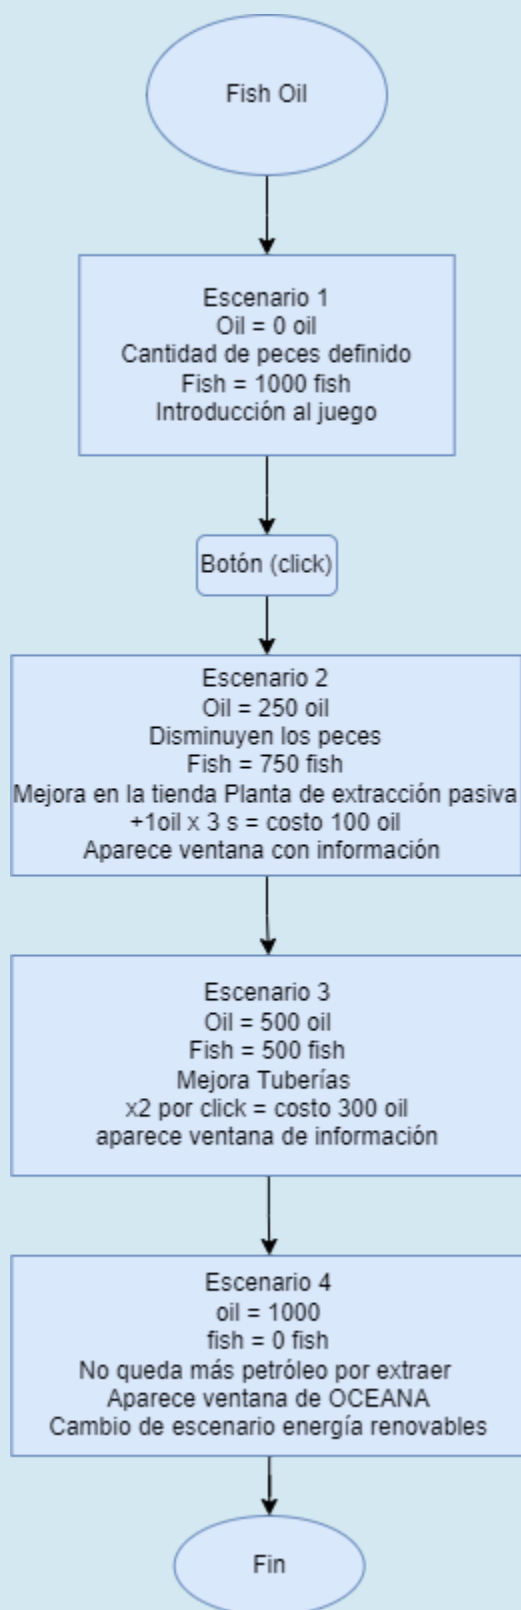 Fish Oil
Escenario 1
Oil = 0 oil
Cantidad de peces definido
Fish = 1000 fish
Introducción al juego
Botón (click)
Escenario 2
Oil = 250 oil
Disminuyen los peces
Fish = 750 fish
Mejora en la tienda Planta de extracción pasiva
+1oil x 3 s = costo 100 oil
Aparece ventana con información
Escenario 3
Oil = 500 oil
Fish = 500 fish
Mejora Tuberías
x2 por click = costo 300 oil
aparece ventana de información
Escenario 4
oil = 1000
fish = 0 fish
No queda más petróleo por extraer
Aparece ventana de OCEANA
Cambio de escenario energía renovables
Fin